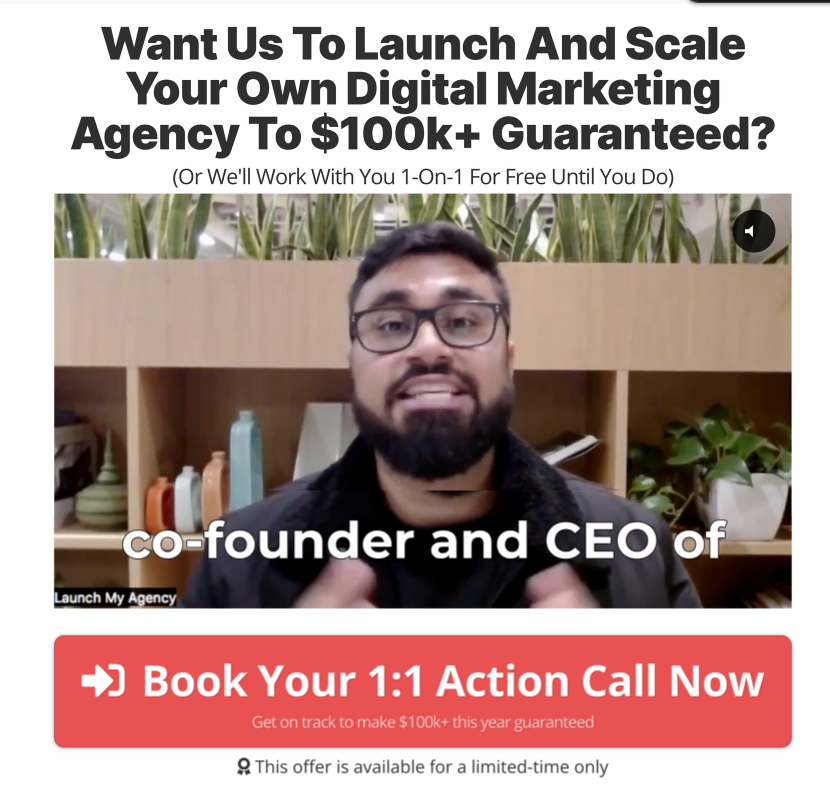 Want Us To Launch And Scale
Your Own Digital Marketing
Agency To $100k+ Guaranteed?
(Or We'll Work With You 1-On-1 For Free Until You Do)
co-founder and CEO of
Launch My Agency
Book Your 1:1 Action Call Now
Get on track to make $100k+ this year guaranteed
This offer is available for a limited-time only